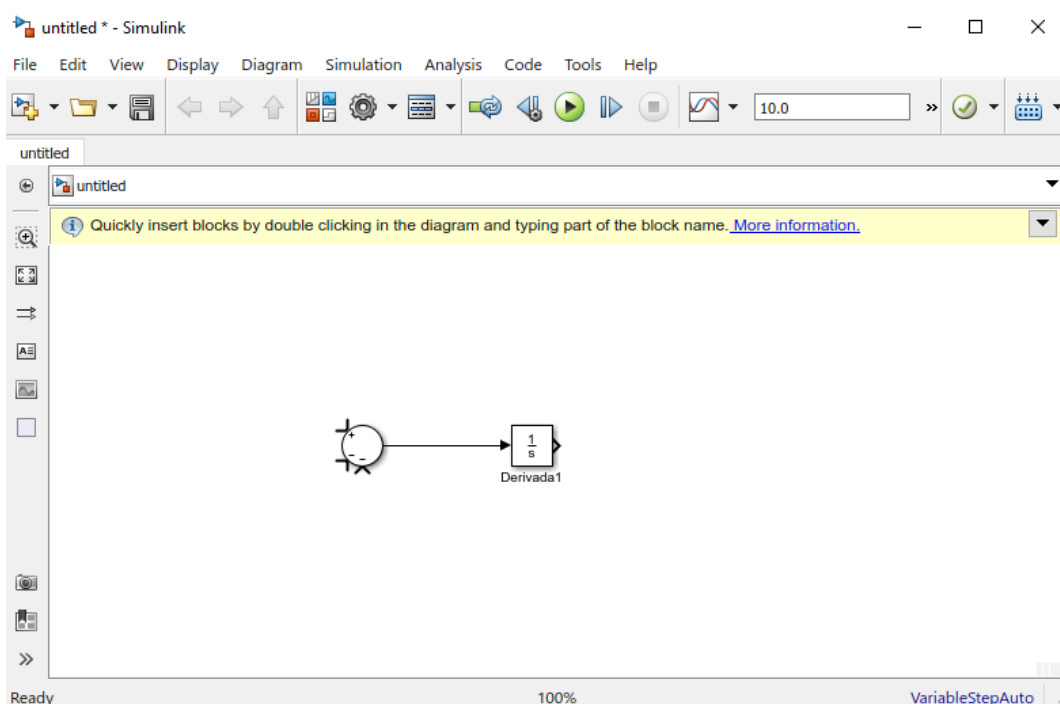 untitled * - Simulink
File Edit View Display Diagram Simulation Analysis Code Tools Help
10.0
»
untitled
untitled
Quickly insert blocks by double clicking in the diagram and typing part of the block name. More information.
A
+
- -
1
s
Derivada1
»
Ready 100% VariableStepAuto